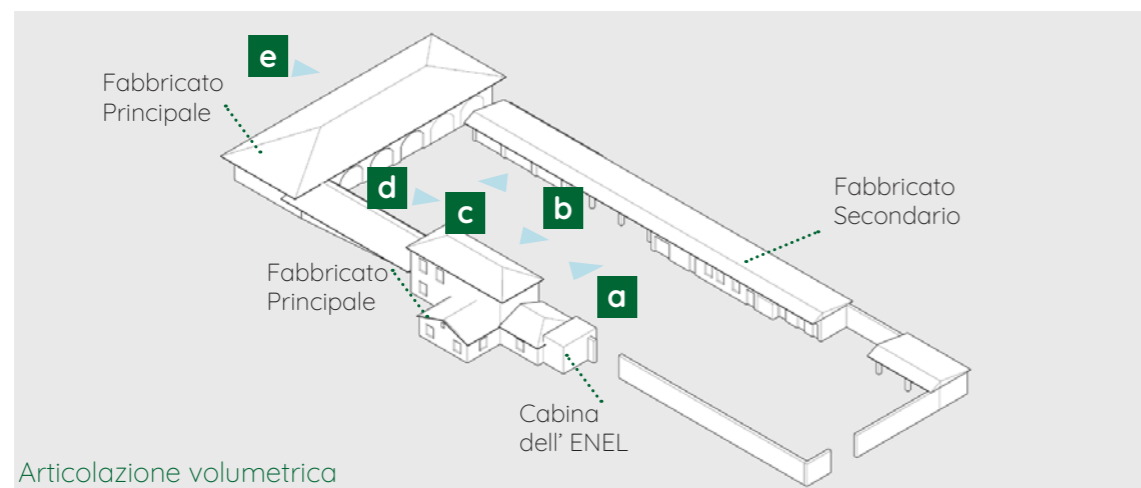 e
Fabbricato
Principale
d
c
b
Fabbricato
Secondario
Fabbricato
Principale
a
Cabina
dell' ENEL
Articolazione volumetrica